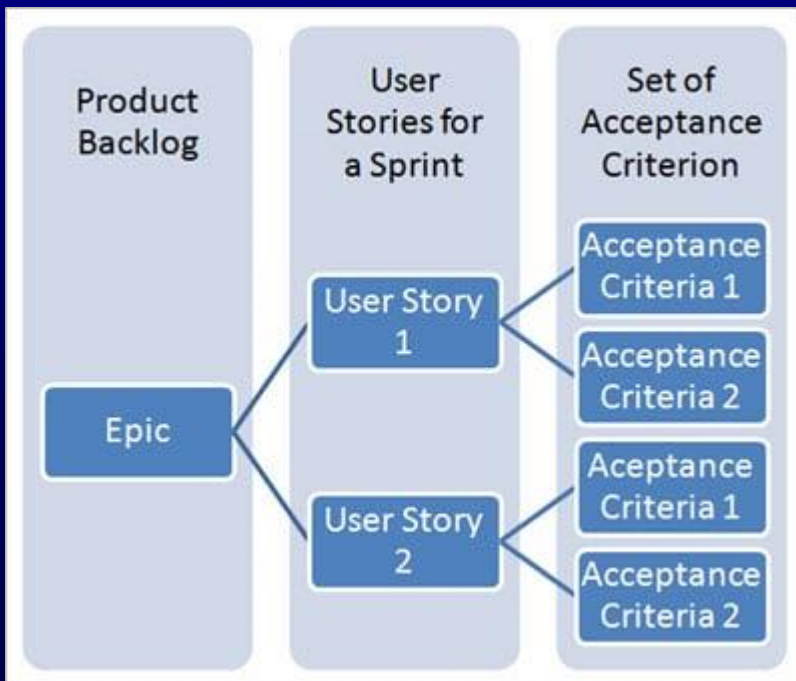 Product
Backlog
User
Stories for
a Sprint
Set of
Acceptance
Criterion
Epic
User Story
1
User Story
2
Acceptance
Criteria 1
Acceptance
Criteria 2
Aceptance
Criteria 1
Acceptance
Criteria 2